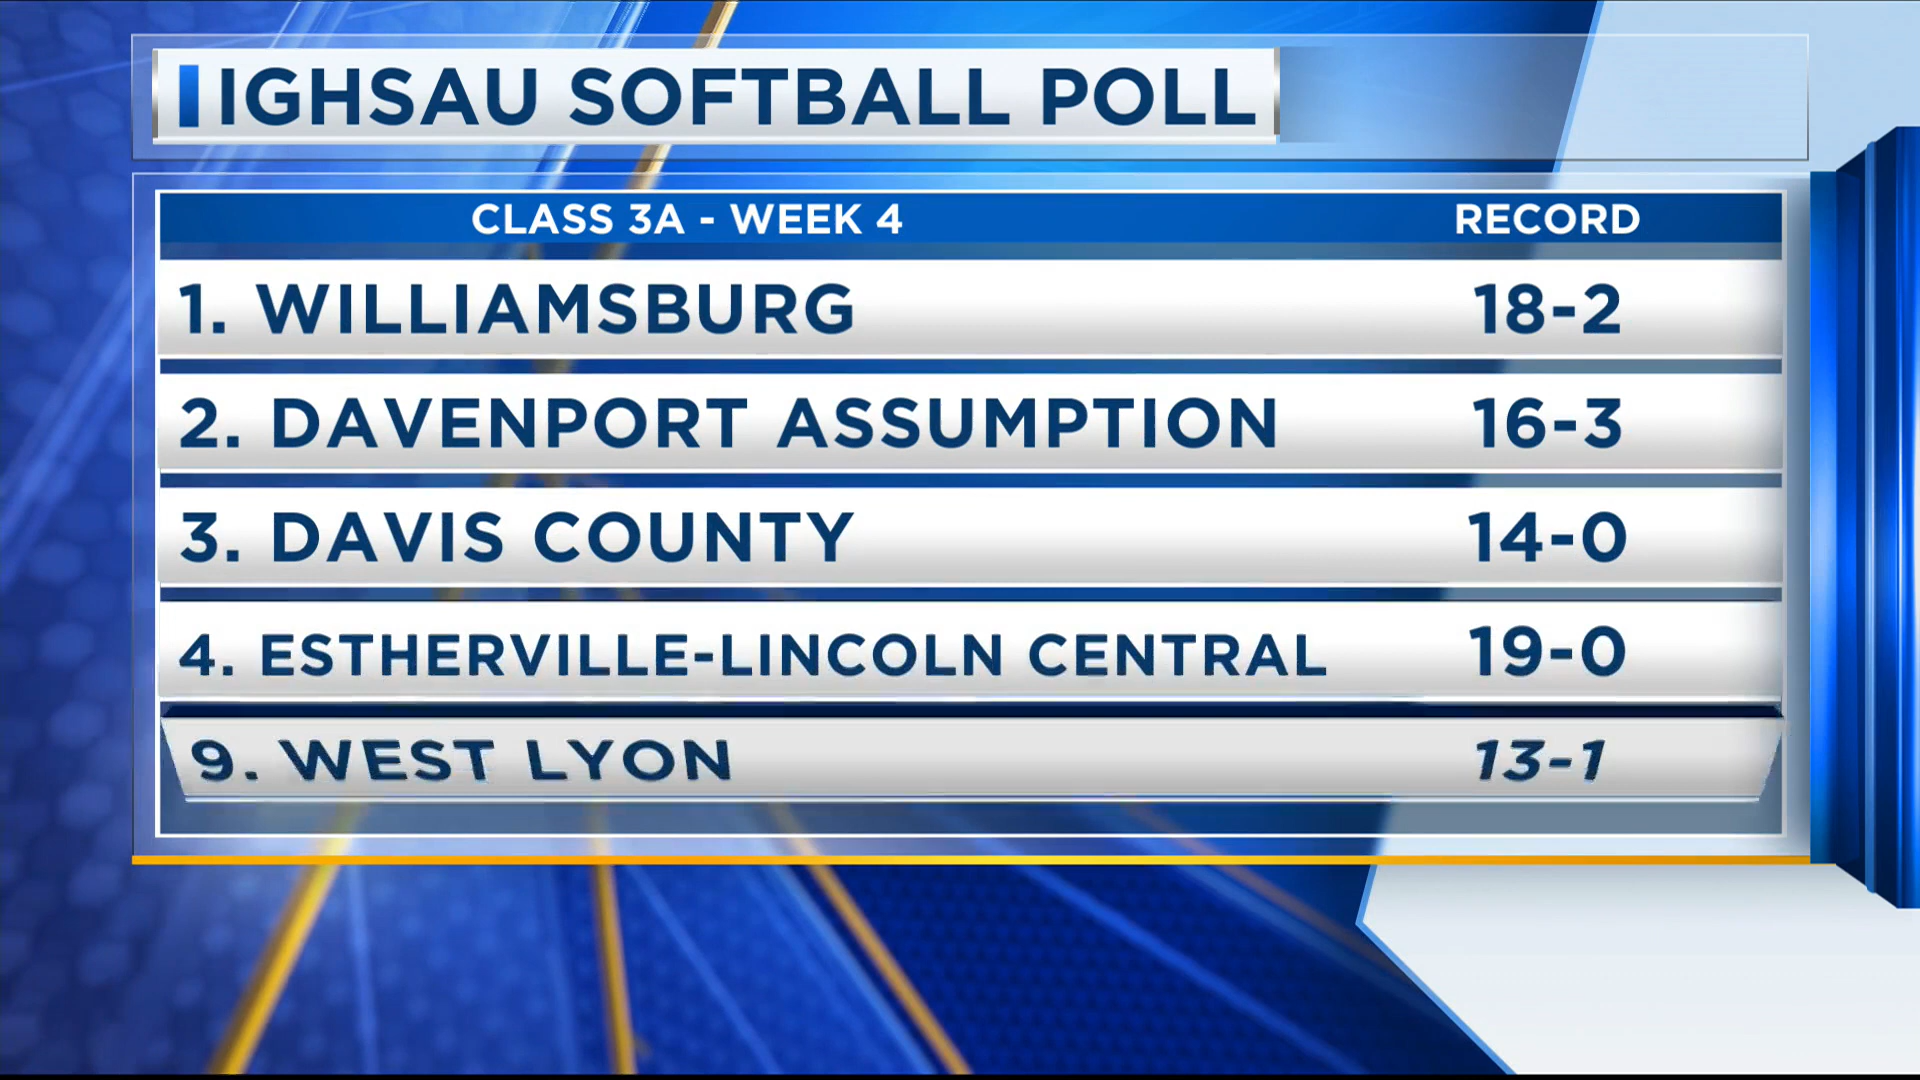 IGHSAU SOFTBALL POLL
CLASS 3A - WEEK 4 RECORD
1. WILLIAMSBURG 18-2
2. DAVENPORT ASSUMPTION 16-3
3. DAVIS COUNTY 14-0
4. ESTHERVILLE-LINCOLN CENTRAL 19-0
9. WEST LYON 13-1